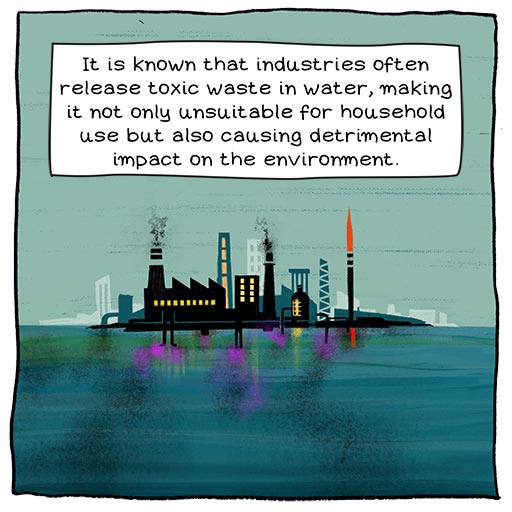 It is known that industries often
release toxic waste in water, making
it not only unsuitable for household
use but also causing detrimental
impact on the environment.